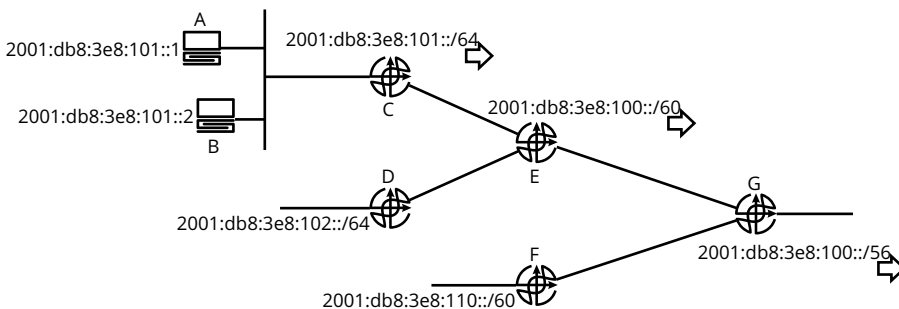 A
2001:db8:3e8:101::1
2001:db8:3e8:101::/64
2001:db8:3e8:101::2
B
C
2001:db8:3e8:100::/60
E
D
2001:db8:3e8:102::/64
G
2001:db8:3e8:100::/56
F
2001:db8:3e8:110::/60